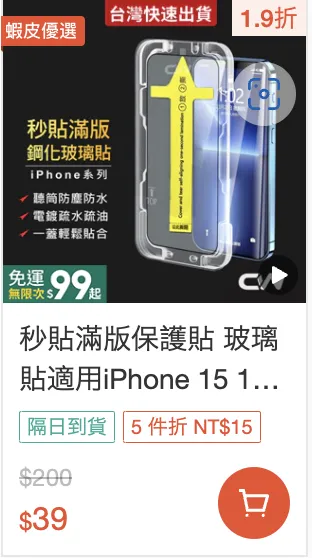 台灣快速出貨
1.9折
蝦皮優選
秒貼滿版
鋼化玻璃貼
iPhone系列
聽筒防塵防水
電鍍疏水疏油
一蓋輕鬆貼合
免運
無限次$99起
秒貼滿版保護貼 玻璃
貼適用iPhone 15 1...
隔日到貨
5 件折 NT$15
$200
$39